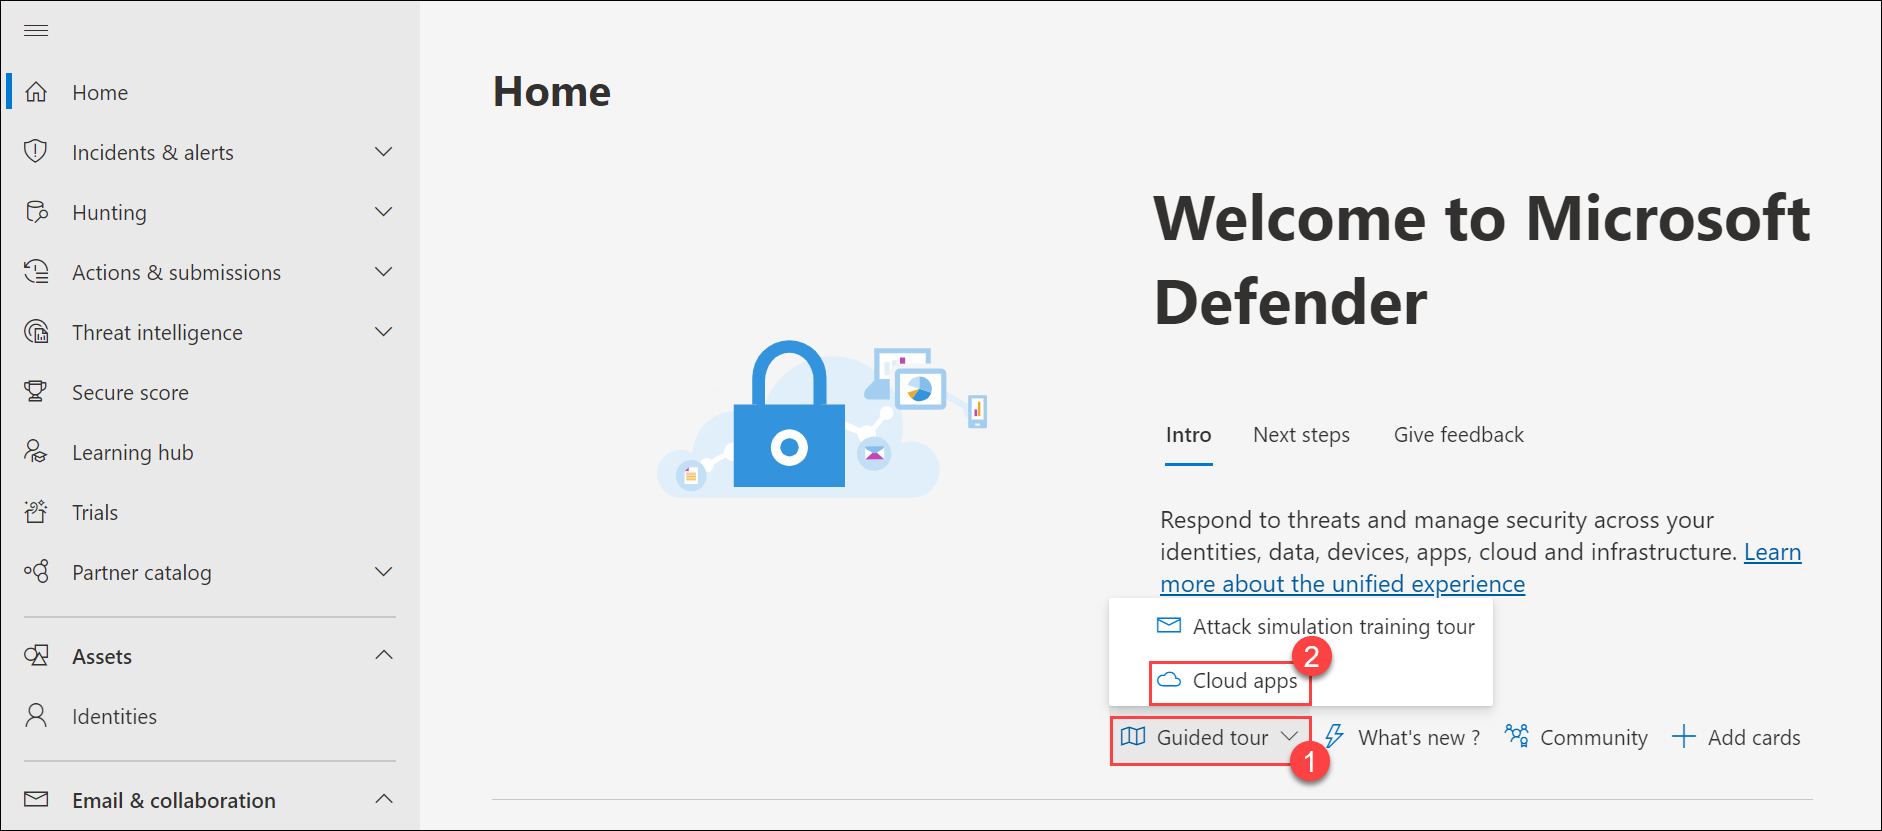 Home
Incidents & alerts
Hunting
Actions & submissions
Threat intelligence
Secure score
Learning hub
Trials
Partner catalog
Assets
Identities
Email & collaboration
Home
Welcome to Microsoft
Defender
Intro Next steps Give feedback
Respond to threats and manage security across your
identities, data, devices, apps, cloud and infrastructure. Learn
more about the unified experience
Attack simulation training tour
2
Cloud apps
Guided tour What's new ? Community Add cards
1